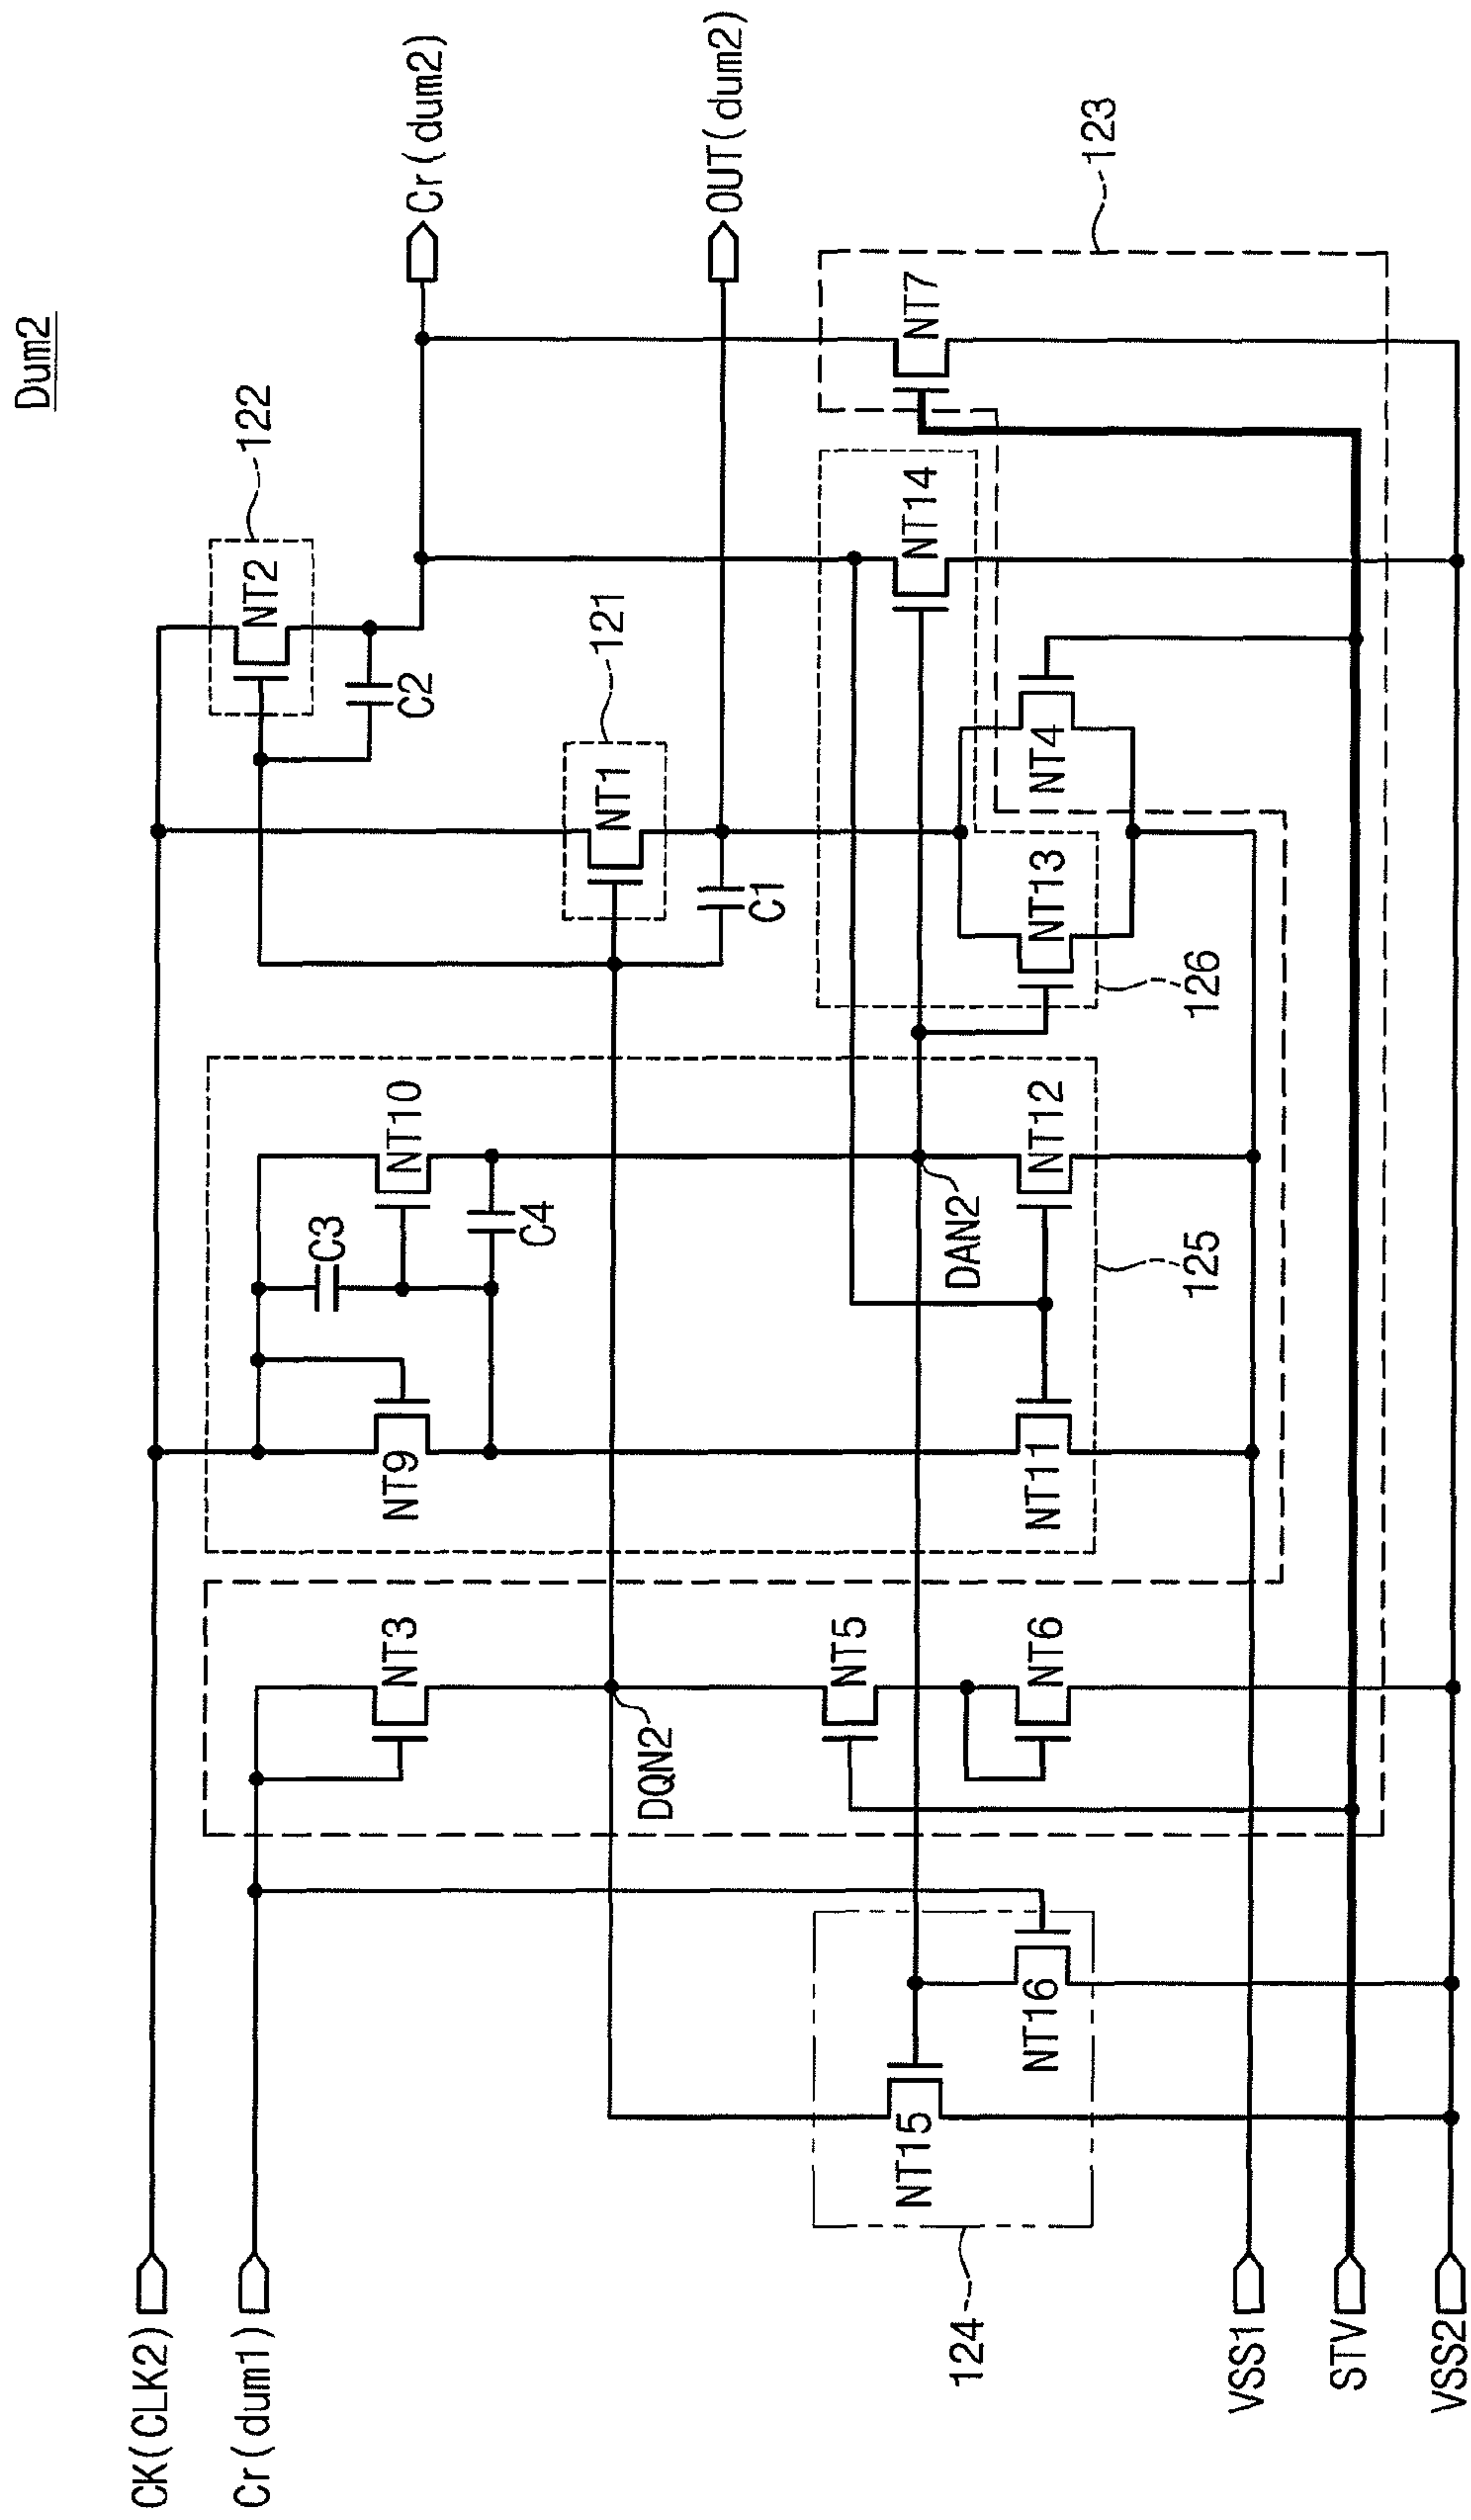 Dum2
CK(CLK2)
Cr(dum1)
VSS1
STV
VSS2
124
NT15
NT16
DQN2
NT3
NT5
NT6
NT9
NT11
C3
NT10
C4
DAN2
NT12
125
126
NT13
NT4
C1
NT1
121
C2
NT2
122
NT14
NT7
123
Cr(dum2)
OUT(dum2)